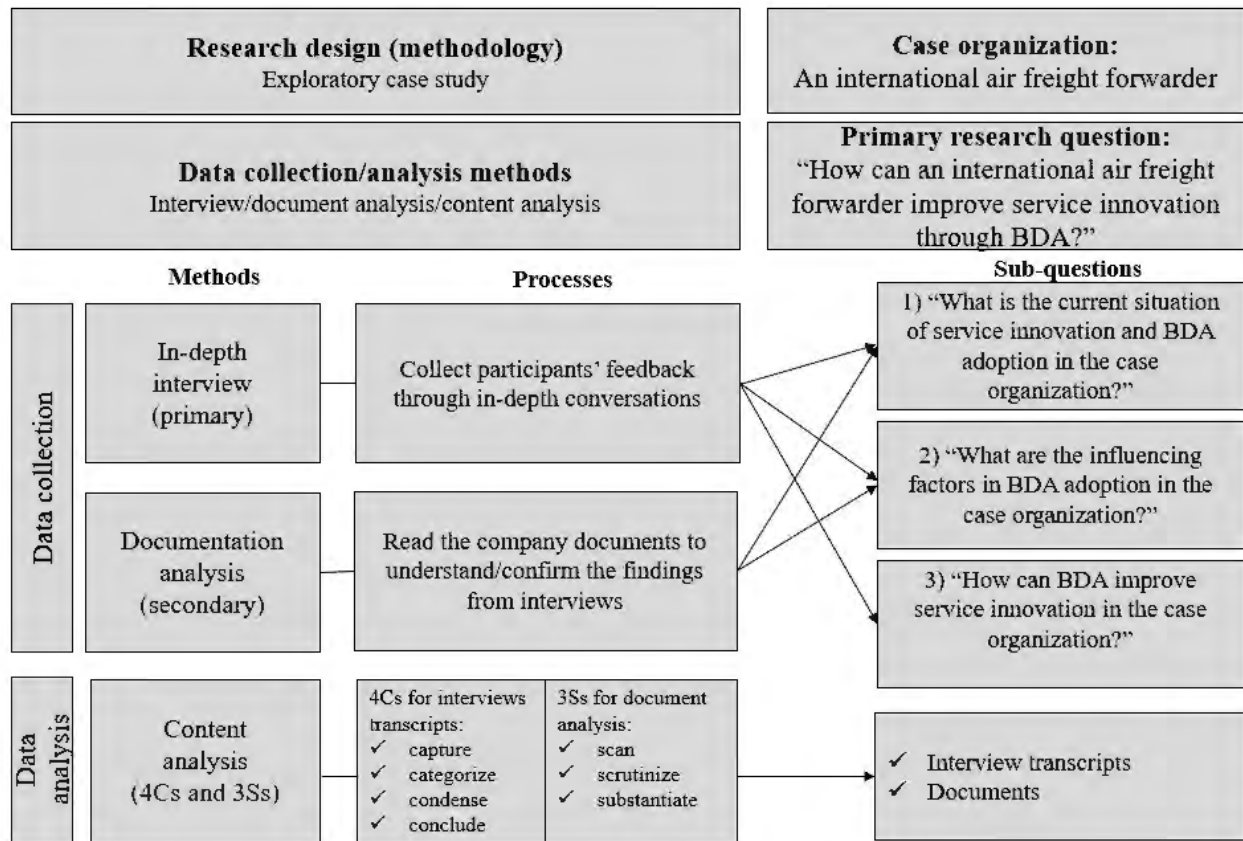 Research design (methodology)
Exploratory case study
Case organization:
An international air freight forwarder
Data collection/analysis methods
Interview/document analysis/content analysis
Primary research question:
“How can an international air freight
forwarder improve service innovation
through BDA?”
Methods
Processes
Sub-questions
Data collection
In-depth
interview
(primary)
Collect participants’ feedback
through in-depth conversations
1) “What is the current situation
of service innovation and BDA
adoption in the case
organization?”
2) “What are the influencing
factors in BDA adoption in the
case organization?”
Documentation
analysis
(secondary)
Read the company documents to
understand/confirm the findings
from interviews
3) “How can BDA improve
service innovation in the case
organization?”
Data
analysis
Content
analysis
(4Cs and 3Ss)
4Cs for interviews
transcripts:
✓ capture
✓ categorize
✓ condense
✓ conclude
3Ss for document
analysis:
✓ scan
✓ scrutinize
✓ substantiate
✓ Interview transcripts
✓ Documents